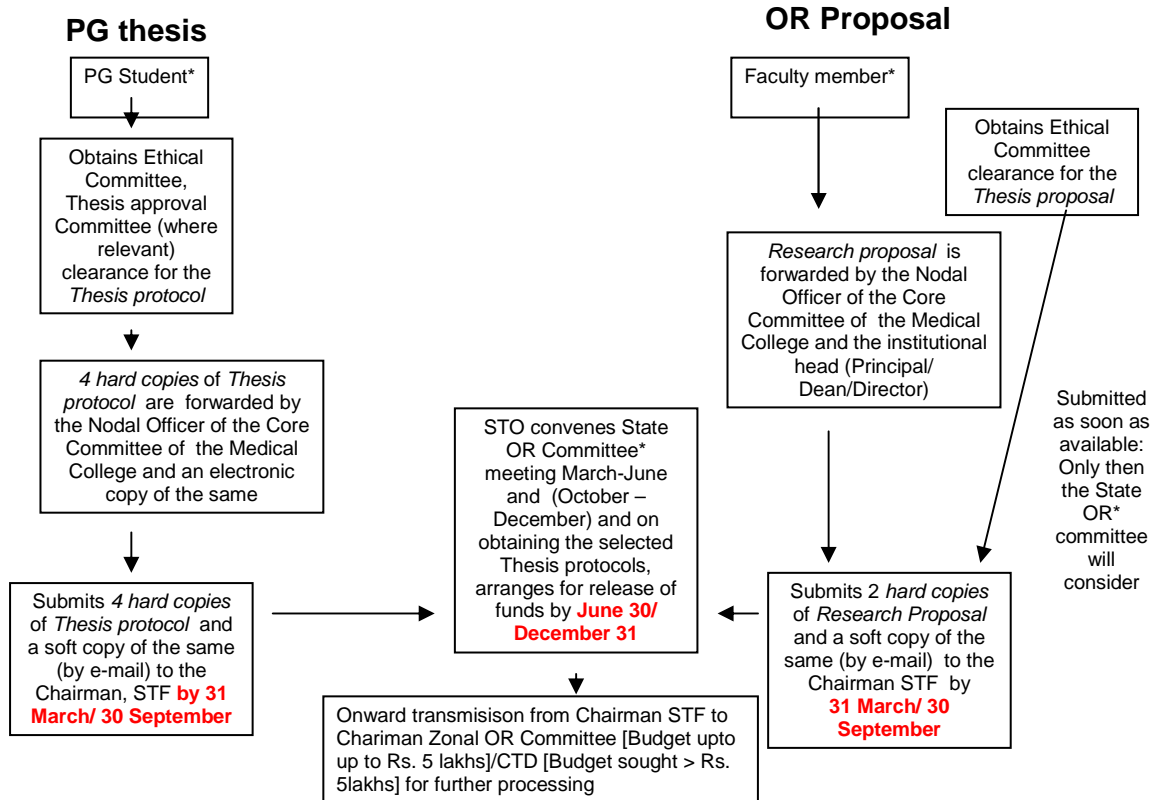 PG thesis
PG Student*
Obtains Ethical
Committee,
Thesis approval
Committee (where
relevant)
clearance for the
Thesis protocol
4 hard copies of Thesis
protocol are forwarded by
the Nodal Officer of the Core
Committee of the Medical
College and an electronic
copy of the same
Submits 4 hard copies
of Thesis protocol and
a soft copy of the same
(by e-mail) to the
Chairman, STF by 31
March/ 30 September
STO convenes State
OR Committee*
meeting March-June
and (October –
December) and on
obtaining the selected
Thesis protocols,
arranges for release of
funds by June 30/
December 31
Onward transmisison from Chairman STF to
Chariman Zonal OR Committee [Budget upto
up to Rs. 5 lakhs]/CTD [Budget sought > Rs.
5lakhs] for further processing
OR Proposal
Faculty member*
Research proposal is
forwarded by the Nodal
Officer of the Core
Committee of the Medical
College and the institutional
head (Principal/
Dean/Director)
Obtains Ethical
Committee
clearance for the
Thesis proposal
Submitted
as soon as
available:
Only then
the State
OR*
committee
will
consider
Submits 2 hard copies
of Research Proposal
and a soft copy of the
same (by e-mail) to the
Chairman STF by
31 March/ 30
September